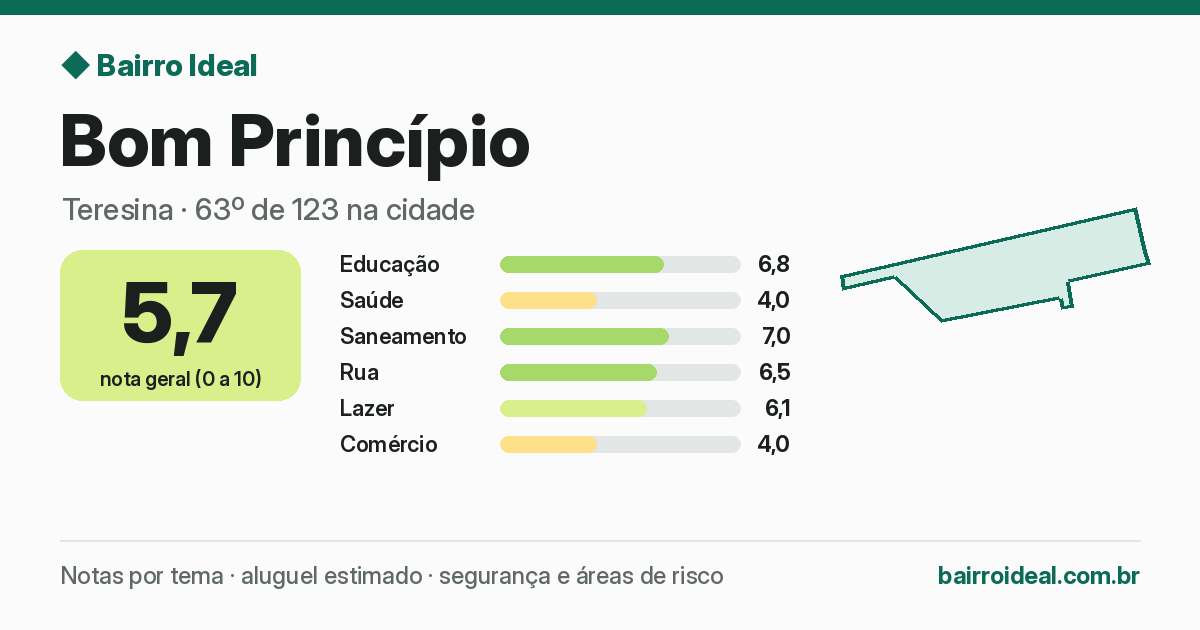 Bairro Ideal
Bom Princípio
Teresina · 63º de 123 na cidade
5,7
nota geral (0 a 10)
Educação 6,8
Saúde 4,0
Saneamento 7,0
Rua 6,5
Lazer 6,1
Comércio 4,0
Notas por tema · aluguel estimado · segurança e áreas de risco
bairroideal.com.br